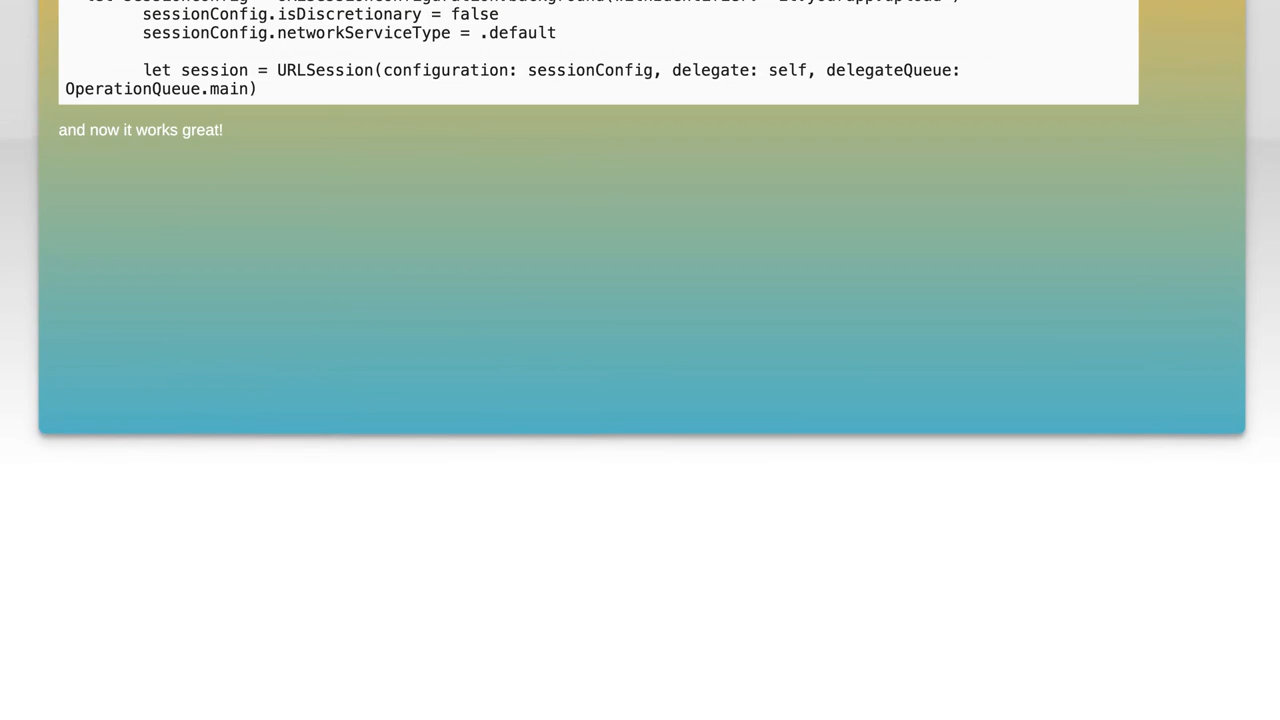 sessionConfig.isDiscretionary = false
sessionConfig.networkServiceType = .default
let session = URLSession(configuration: sessionConfig, delegate: self, delegateQueue:
OperationQueue.main)
and now it works great!